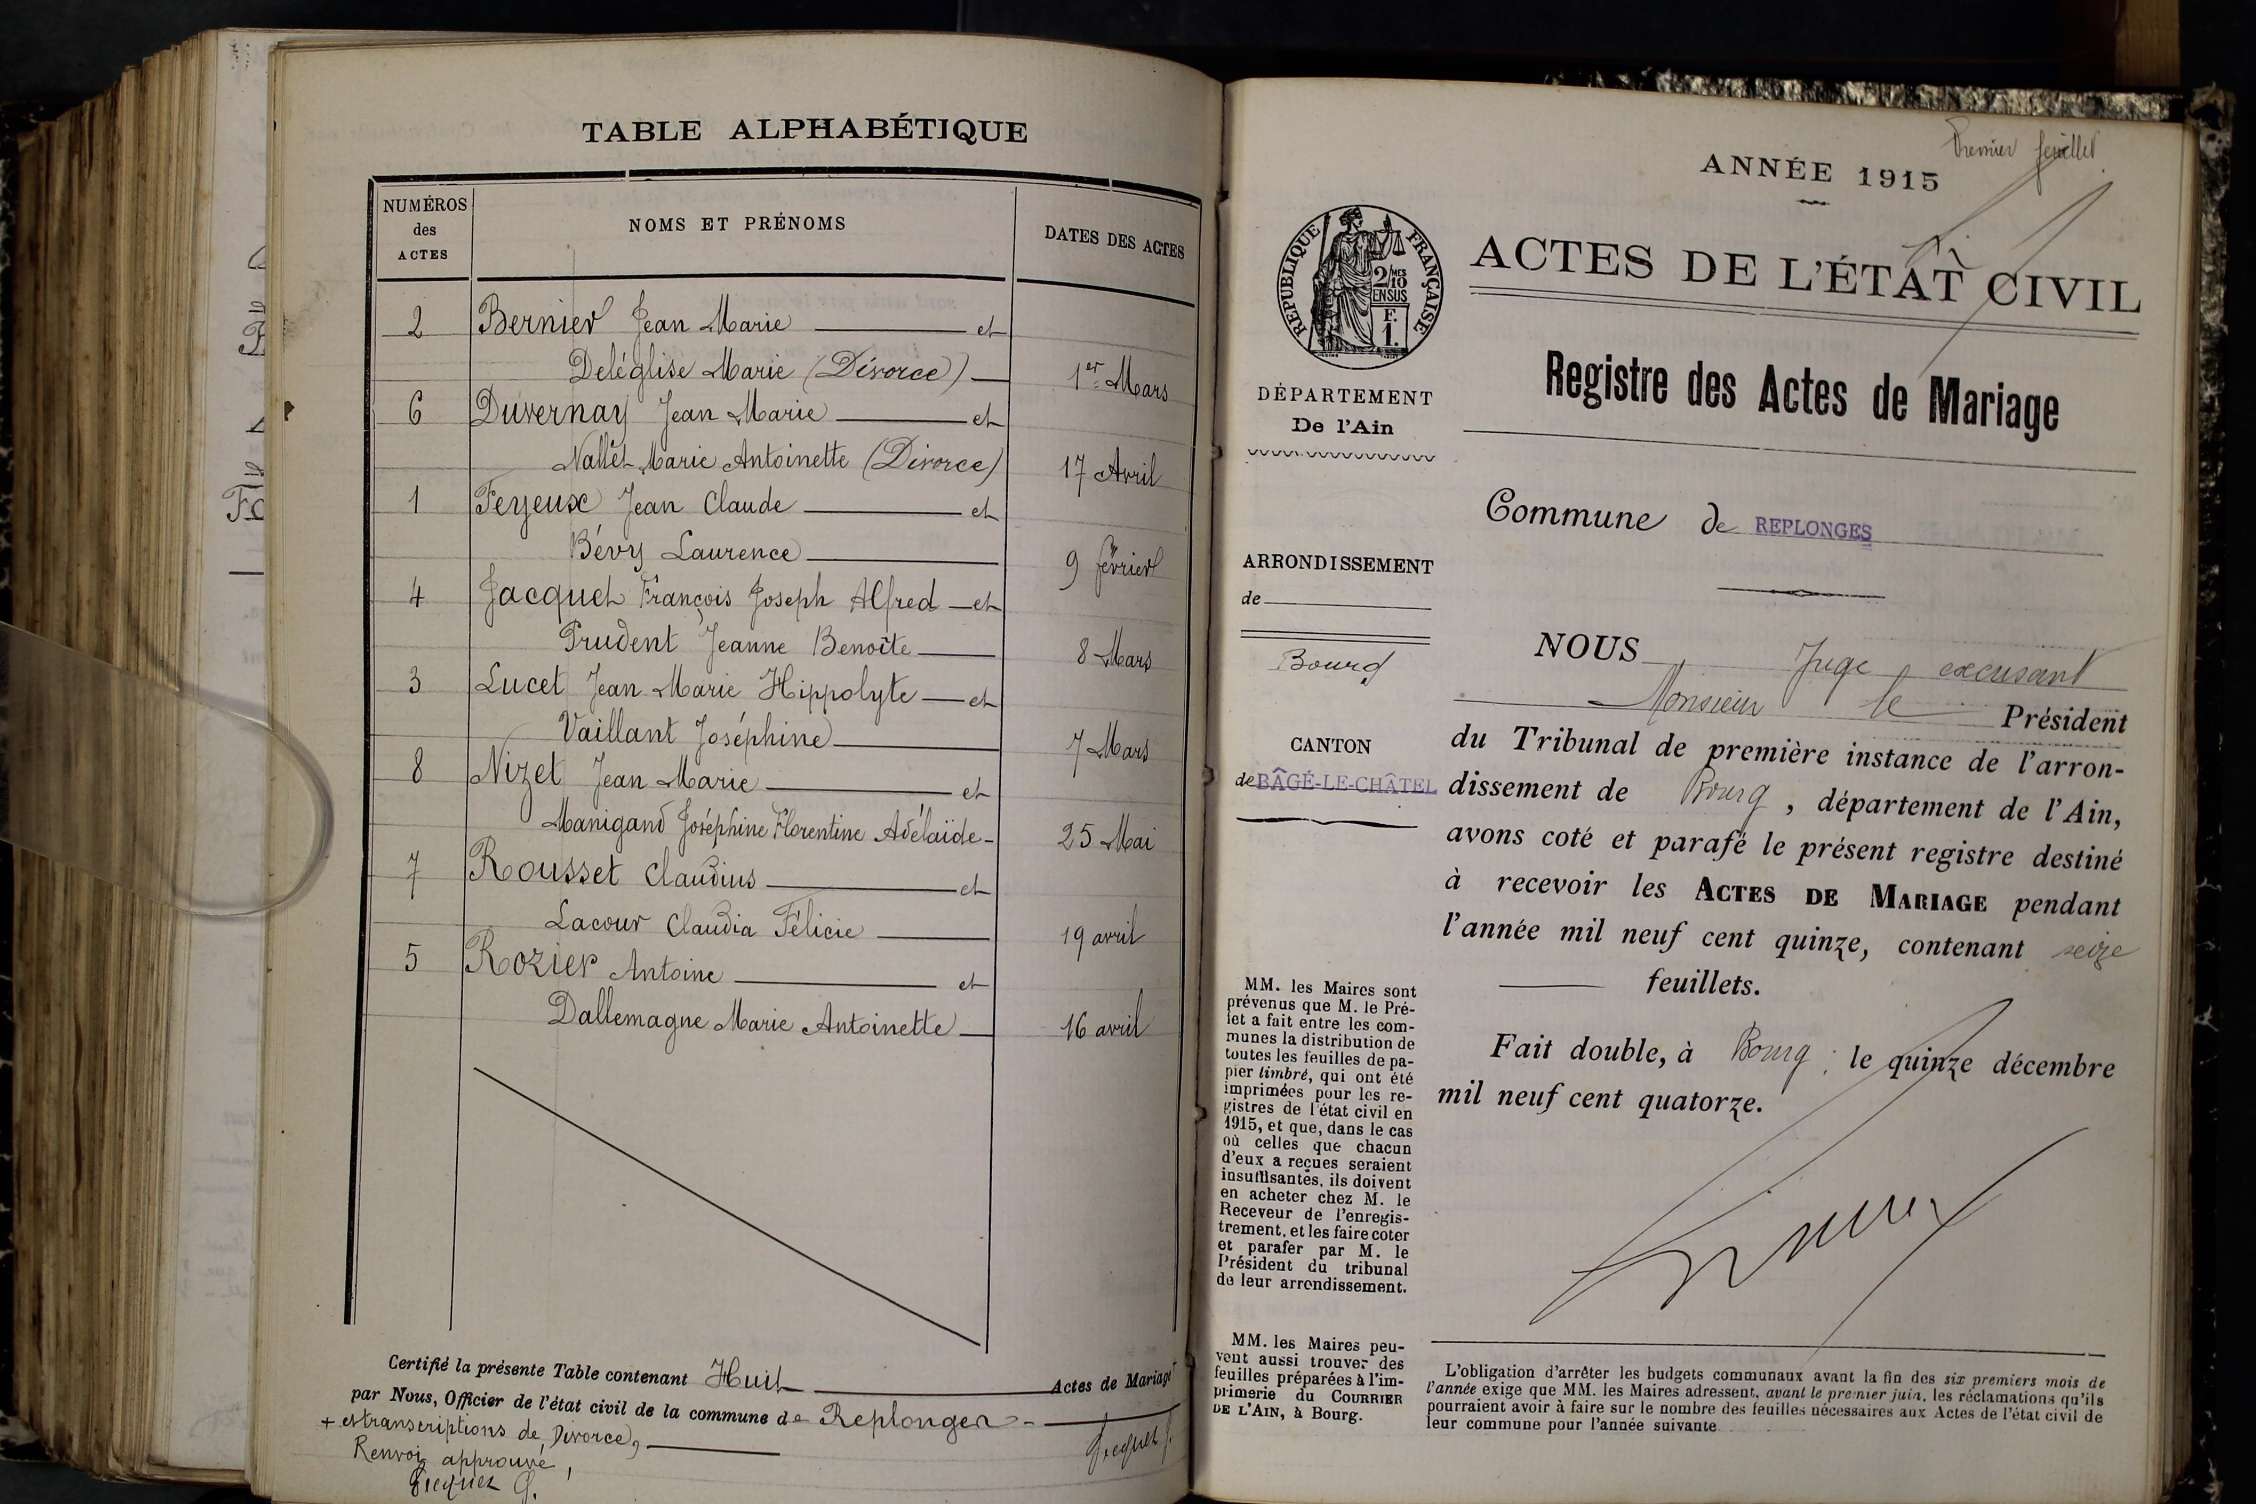 TABLE ALPHABÉTIQUE
NUMÉROS
des
ACTES
NOMS ET PRÉNOMS
DATES DES ACTES
2 Bernier Jean Marie et
Deléglise Marie (Divorce) 1er Mars
6 Duvernay Jean Marie et
Nallet Marie Antoinette (Divorce) 17 Avril
1 Feyeux Jean Claude et
Bévy Laurence 9 février
4 Jacquet François Joseph Alfred et
Prudent Jeanne Benoîte 8 Mars
3 Lucet Jean Marie Hippolyte et
Vaillant Joséphine 7 Mars
8 Nizet Jean Marie et
Manigand Joséphine Florentine Adélaïde 25 Mai
7 Rousset Claudius et
Lacour Claudia Félicie 19 avril
5 Rozier Antoine et
Dallemagne Marie Antoinette 16 avril
Certifié la présente Table contenant Huit Actes de Mariage
par Nous, Officier de l'état civil de la commune de Replonges
+ et transcriptions de Divorce,
Renvoi approuvé,
Premier feuillet
ANNÉE 1915
ACTES DE L'ÉTAT CIVIL
Registre des Actes de Mariage
RÉPUBLIQUE FRANÇAISE
2/10 MES
EN SUS
F.
1.
DÉPARTEMENT
De l'Ain
ARRONDISSEMENT
de
Bourg
CANTON
de BÂGÉ-LE-CHÂTEL
MM. les Maires sont
prévenus que M. le Pré-
fet a fait entre les com-
munes la distribution de
toutes les feuilles de pa-
pier timbré, qui ont été
imprimées pour les re-
gistres de l'état civil en
1915, et que, dans le cas
où celles que chacun
d'eux a reçues seraient
insuffisantes, ils doivent
en acheter chez M. le
Receveur de l'enregis-
trement, et les faire coter
et parafer par M. le
Président du tribunal
de leur arrondissement.
MM. les Maires peu-
vent aussi trouver des
feuilles préparées à l'im-
primerie du COURRIER
DE L'AIN, à Bourg.
Commune de REPLONGES
NOUS Juge excusant
Monsieur le Président
du Tribunal de première instance de l'arron-
dissement de Bourg, département de l'Ain,
avons coté et parafé le présent registre destiné
à recevoir les ACTES DE MARIAGE pendant
l'année mil neuf cent quinze, contenant seize
feuillets.
Fait double, à Bourg, le quinze décembre
mil neuf cent quatorze.
L'obligation d'arrêter les budgets communaux avant la fin des six premiers mois de
l'année exige que MM. les Maires adressent, avant le premier juin, les réclamations qu'ils
pourraient avoir à faire sur le nombre des feuilles nécessaires aux Actes de l'état civil de
leur commune pour l'année suivante